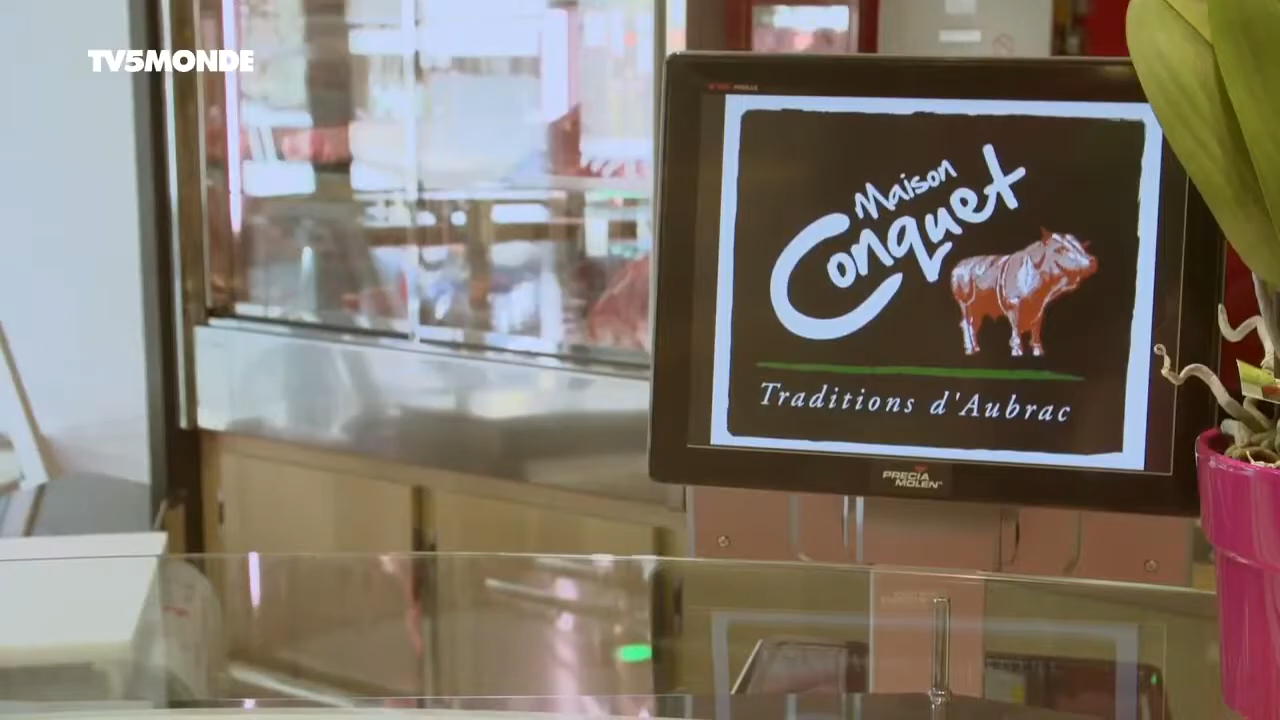 TV5MONDE
Maison
Conquet
Traditions d'Aubrac
PRECIA
MOLEN